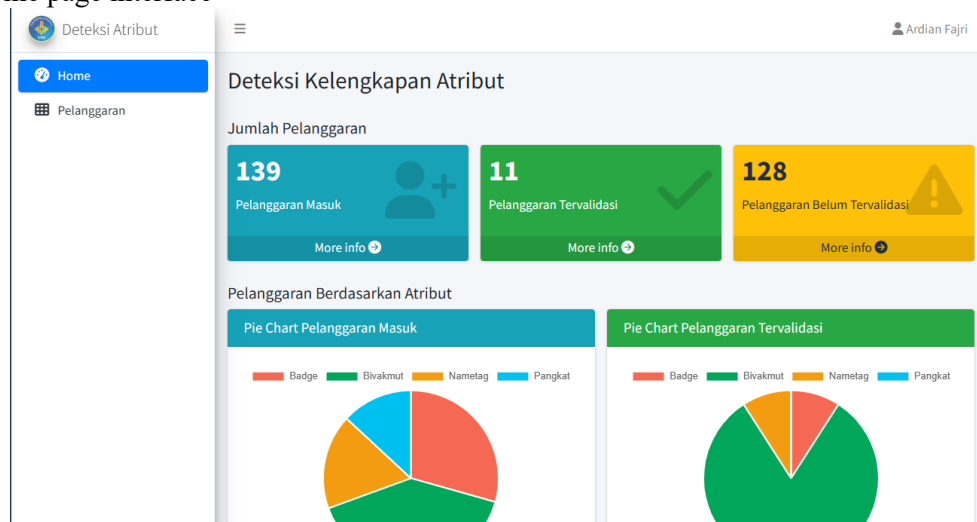 Deteksi Atribut
Ardian Fajri
Home
Pelanggaran
Deteksi Kelengkapan Atribut
Jumlah Pelanggaran
139
Pelanggaran Masuk
More info
11
Pelanggaran Tervalidasi
More info
128
Pelanggaran Belum Tervalidasi
More info
Pelanggaran Berdasarkan Atribut
Pie Chart Pelanggaran Masuk
Badge Bivakmut Nametag Pangkat
Pie Chart Pelanggaran Tervalidasi
Badge Bivakmut Nametag Pangkat